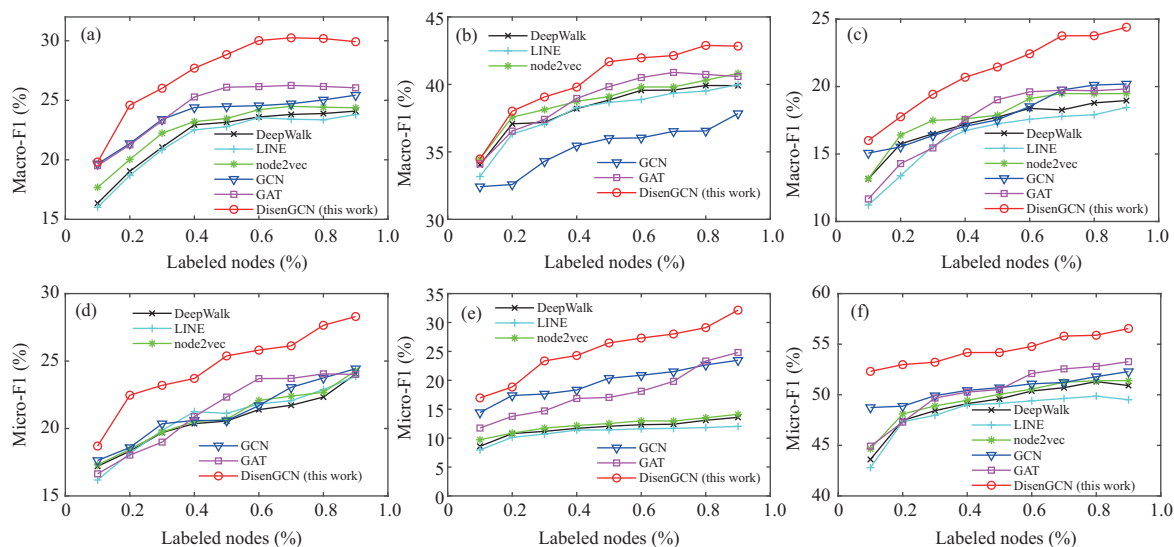 (a)
Macro-F1 (%)
30
25
20
15
0
0.2
0.4
0.6
0.8
1.0
Labeled nodes (%)
DeepWalk
LINE
node2vec
GCN
GAT
DisenGCN (this work)
(b)
Macro-F1 (%)
45
40
35
30
0
0.2
0.4
0.6
0.8
1.0
Labeled nodes (%)
DeepWalk
LINE
node2vec
GCN
GAT
DisenGCN (this work)
(c)
Macro-F1 (%)
25
20
15
10
0
0.2
0.4
0.6
0.8
1.0
Labeled nodes (%)
DeepWalk
LINE
node2vec
GCN
GAT
DisenGCN (this work)
(d)
Micro-F1 (%)
30
25
20
15
0
0.2
0.4
0.6
0.8
1.0
Labeled nodes (%)
DeepWalk
LINE
node2vec
GCN
GAT
DisenGCN (this work)
(e)
Micro-F1 (%)
35
30
25
20
15
10
5
0
0
0.2
0.4
0.6
0.8
1.0
Labeled nodes (%)
DeepWalk
LINE
node2vec
GCN
GAT
DisenGCN (this work)
(f)
Micro-F1 (%)
60
55
50
45
40
0
0.2
0.4
0.6
0.8
1.0
Labeled nodes (%)
DeepWalk
LINE
node2vec
GCN
GAT
DisenGCN (this work)